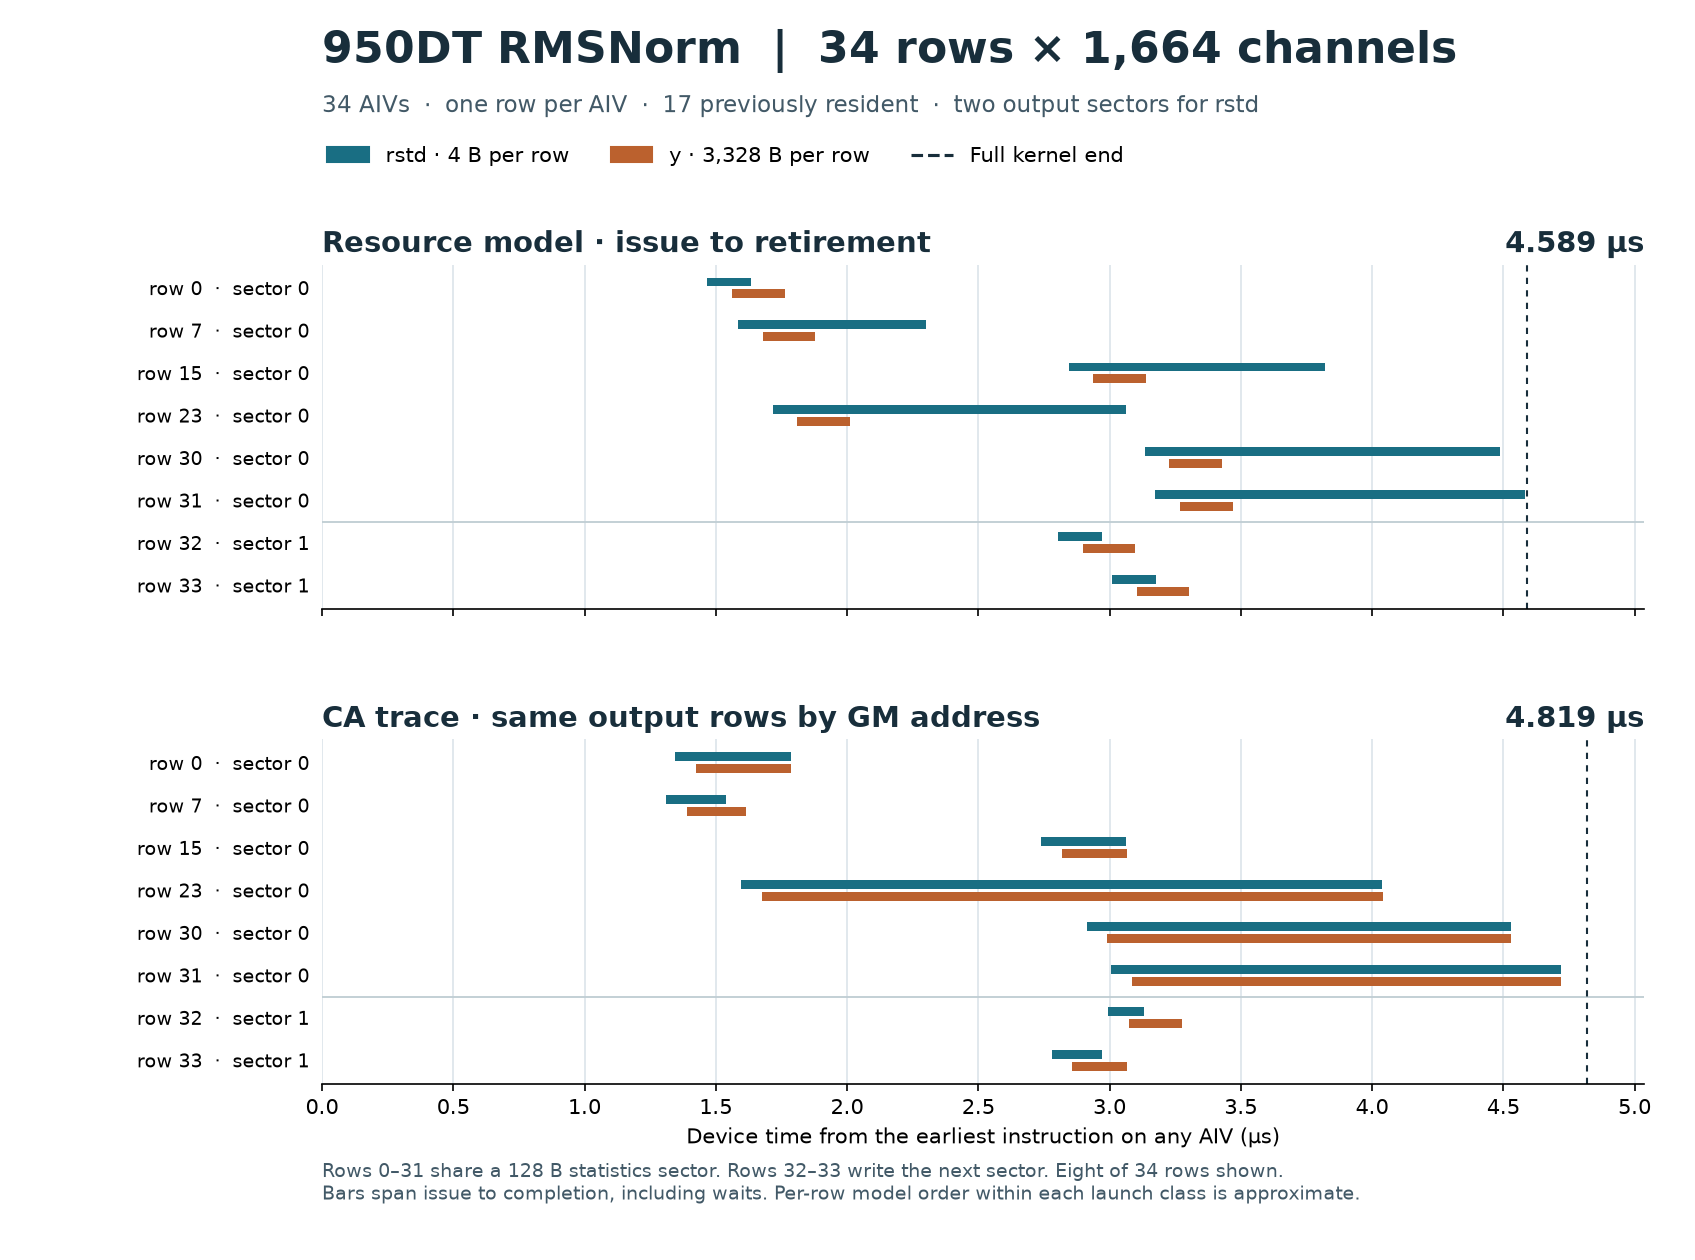 950DT RMSNorm | 34 rows × 1,664 channels
34 AIVs · one row per AIV · 17 previously resident · two output sectors for rstd
rstd · 4 B per row y · 3,328 B per row Full kernel end
Resource model · issue to retirement 4.589 µs
row 0 · sector 0
row 7 · sector 0
row 15 · sector 0
row 23 · sector 0
row 30 · sector 0
row 31 · sector 0
row 32 · sector 1
row 33 · sector 1
CA trace · same output rows by GM address 4.819 µs
row 0 · sector 0
row 7 · sector 0
row 15 · sector 0
row 23 · sector 0
row 30 · sector 0
row 31 · sector 0
row 32 · sector 1
row 33 · sector 1
0.0 0.5 1.0 1.5 2.0 2.5 3.0 3.5 4.0 4.5 5.0
Device time from the earliest instruction on any AIV (µs)
Rows 0–31 share a 128 B statistics sector. Rows 32–33 write the next sector. Eight of 34 rows shown.
Bars span issue to completion, including waits. Per-row model order within each launch class is approximate.